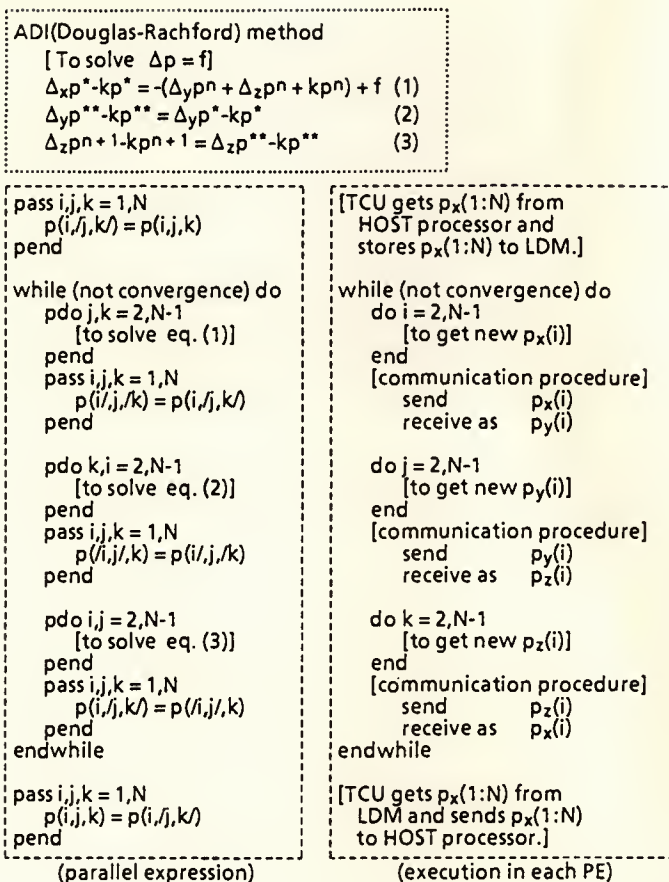 ADI(Douglas-Rachford) method
[To solve Δp = f]
Δxp*-kp* = -(Δypn + Δzpn + kpn) + f (1)
Δyp**-kp** = Δyp*-kp* (2)
Δzpn + 1-kpn + 1 = Δzp**-kp** (3)
pass i,j,k = 1,N
p(i,/j,k/) = p(i,j,k)
pend
while (not convergence) do
pdo j,k = 2,N-1
[to solve eq. (1)]
pend
pass i,j,k = 1,N
p(i/,j,/k) = p(i,/j,k/)
pend
pdo k,i = 2,N-1
[to solve eq. (2)]
pend
pass i,j,k = 1,N
p(/i,j/,k) = p(i/,j,/k)
pend
pdo i,j = 2,N-1
[to solve eq. (3)]
pend
pass i,j,k = 1,N
p(i,/j,k/) = p(/i,j/,k)
pend
endwhile
pass i,j,k = 1,N
p(i,j,k) = p(i,/j,k/)
pend
(parallel expression)
[TCU gets px(1:N) from
HOST processor and
stores px(1:N) to LDM.]
while (not convergence) do
do i = 2,N-1
[to get new px(i)]
end
[communication procedure]
send px(i)
receive as py(i)
do j = 2,N-1
[to get new py(i)]
end
[communication procedure]
send py(i)
receive as pz(i)
do k = 2,N-1
[to get new pz(i)]
end
[communication procedure]
send pz(i)
receive as px(i)
endwhile
[TCU gets px(1:N) from
LDM and sends px(1:N)
to HOST processor.]
(execution in each PE)